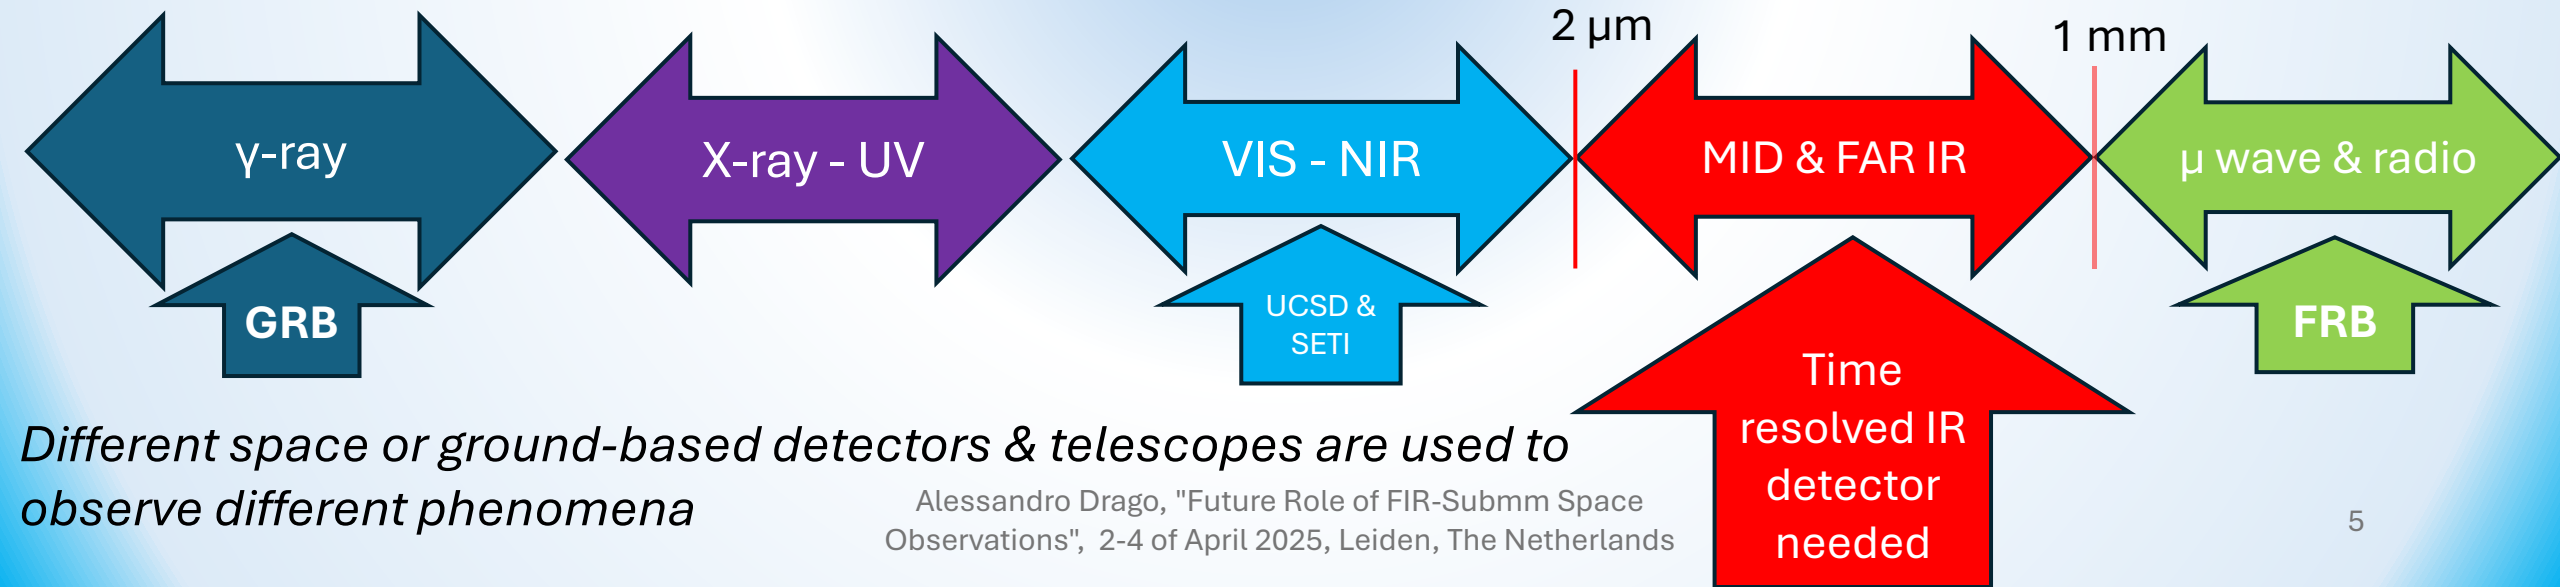 2 µm
1 mm
γ-ray
X-ray - UV
VIS - NIR
MID & FAR IR
µ wave & radio
GRB
UCSD &
SETI
Time
resolved IR
detector
needed
FRB
Different space or ground-based detectors & telescopes are used to
observe different phenomena
Alessandro Drago, "Future Role of FIR-Submm Space
Observations", 2-4 of April 2025, Leiden, The Netherlands
5